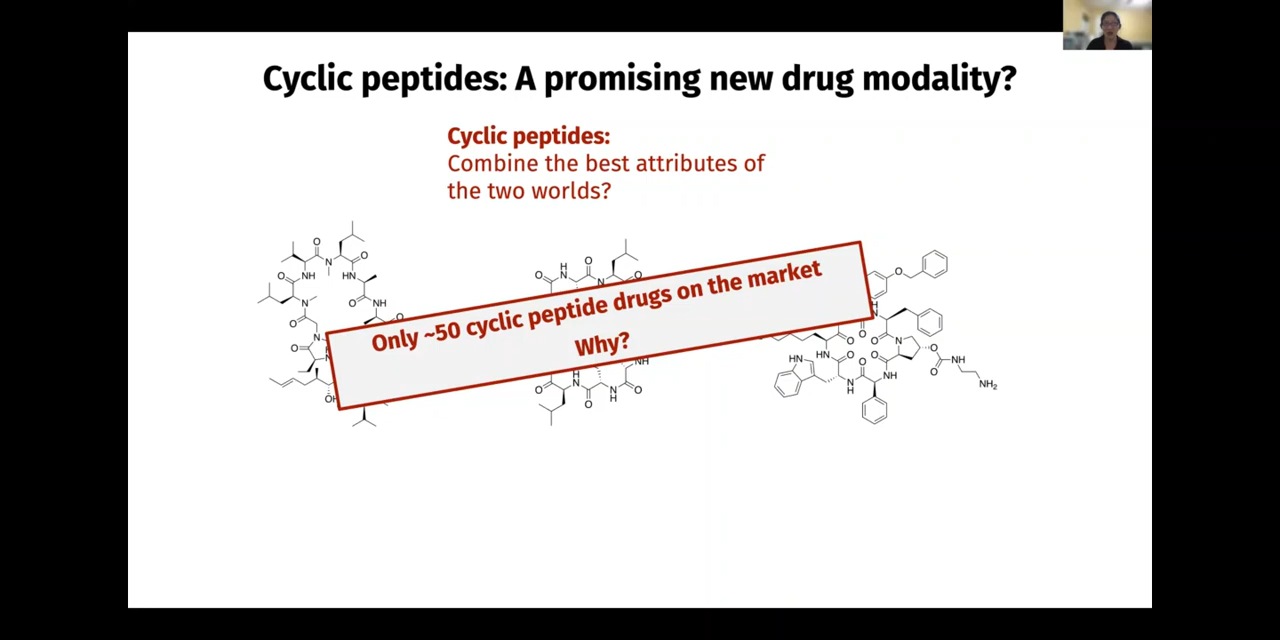 Cyclic peptides: A promising new drug modality?
Cyclic peptides:
Combine the best attributes of
the two worlds?
Only ~50 cyclic peptide drugs on the market
Why?